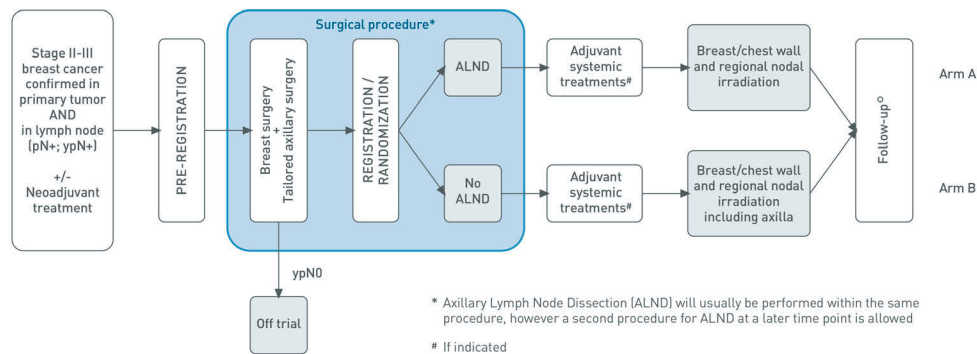 Stage II-III
breast cancer
confirmed in
primary tumor
AND
in lymph node
(pN+; ypN+)
+/-
Neoadjuvant
treatment
PRE-REGISTRATION
Surgical procedure*
Breast surgery
+
Tailored axillary surgery
REGISTRATION /
RANDOMIZATION
ALND
No
ALND
Adjuvant
systemic
treatments#
Breast/chest wall
and regional nodal
irradiation
Arm A
Adjuvant
systemic
treatments#
Breast/chest wall
and regional nodal
irradiation
including axilla
Arm B
Follow-up°
ypN0
Off trial
* Axillary Lymph Node Dissection (ALND) will usually be performed within the same
procedure, however a second procedure for ALND at a later time point is allowed
# If indicated